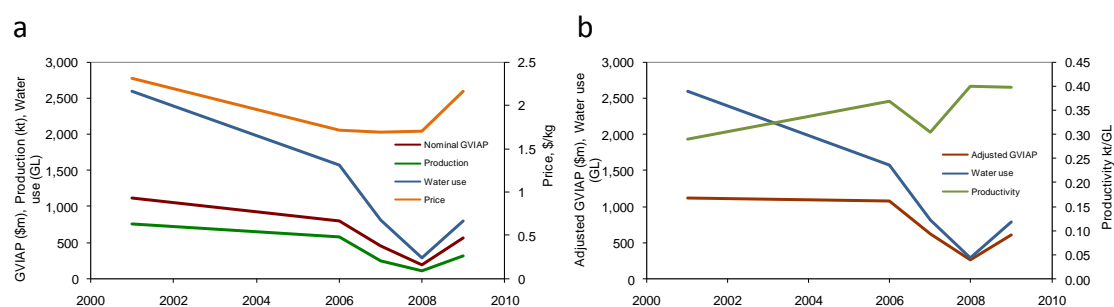 a
b
3,000
2,500
2,000
1,500
1,000
500
0
GVIAP ($m), Production (kt), Water
use (GL)
2.5
2
1.5
1
0.5
0
Price, $/kg
Nominal GVIAP
Production
Water use
Price
2000 2002 2004 2006 2008 2010
3,000
2,500
2,000
1,500
1,000
500
0
Adjusted GVIAP ($m), Water use
(GL)
0.45
0.40
0.35
0.30
0.25
0.20
0.15
0.10
0.05
0.00
Productivity kt/GL
Adjusted GVIAP
Water use
Productivity
2000 2002 2004 2006 2008 2010